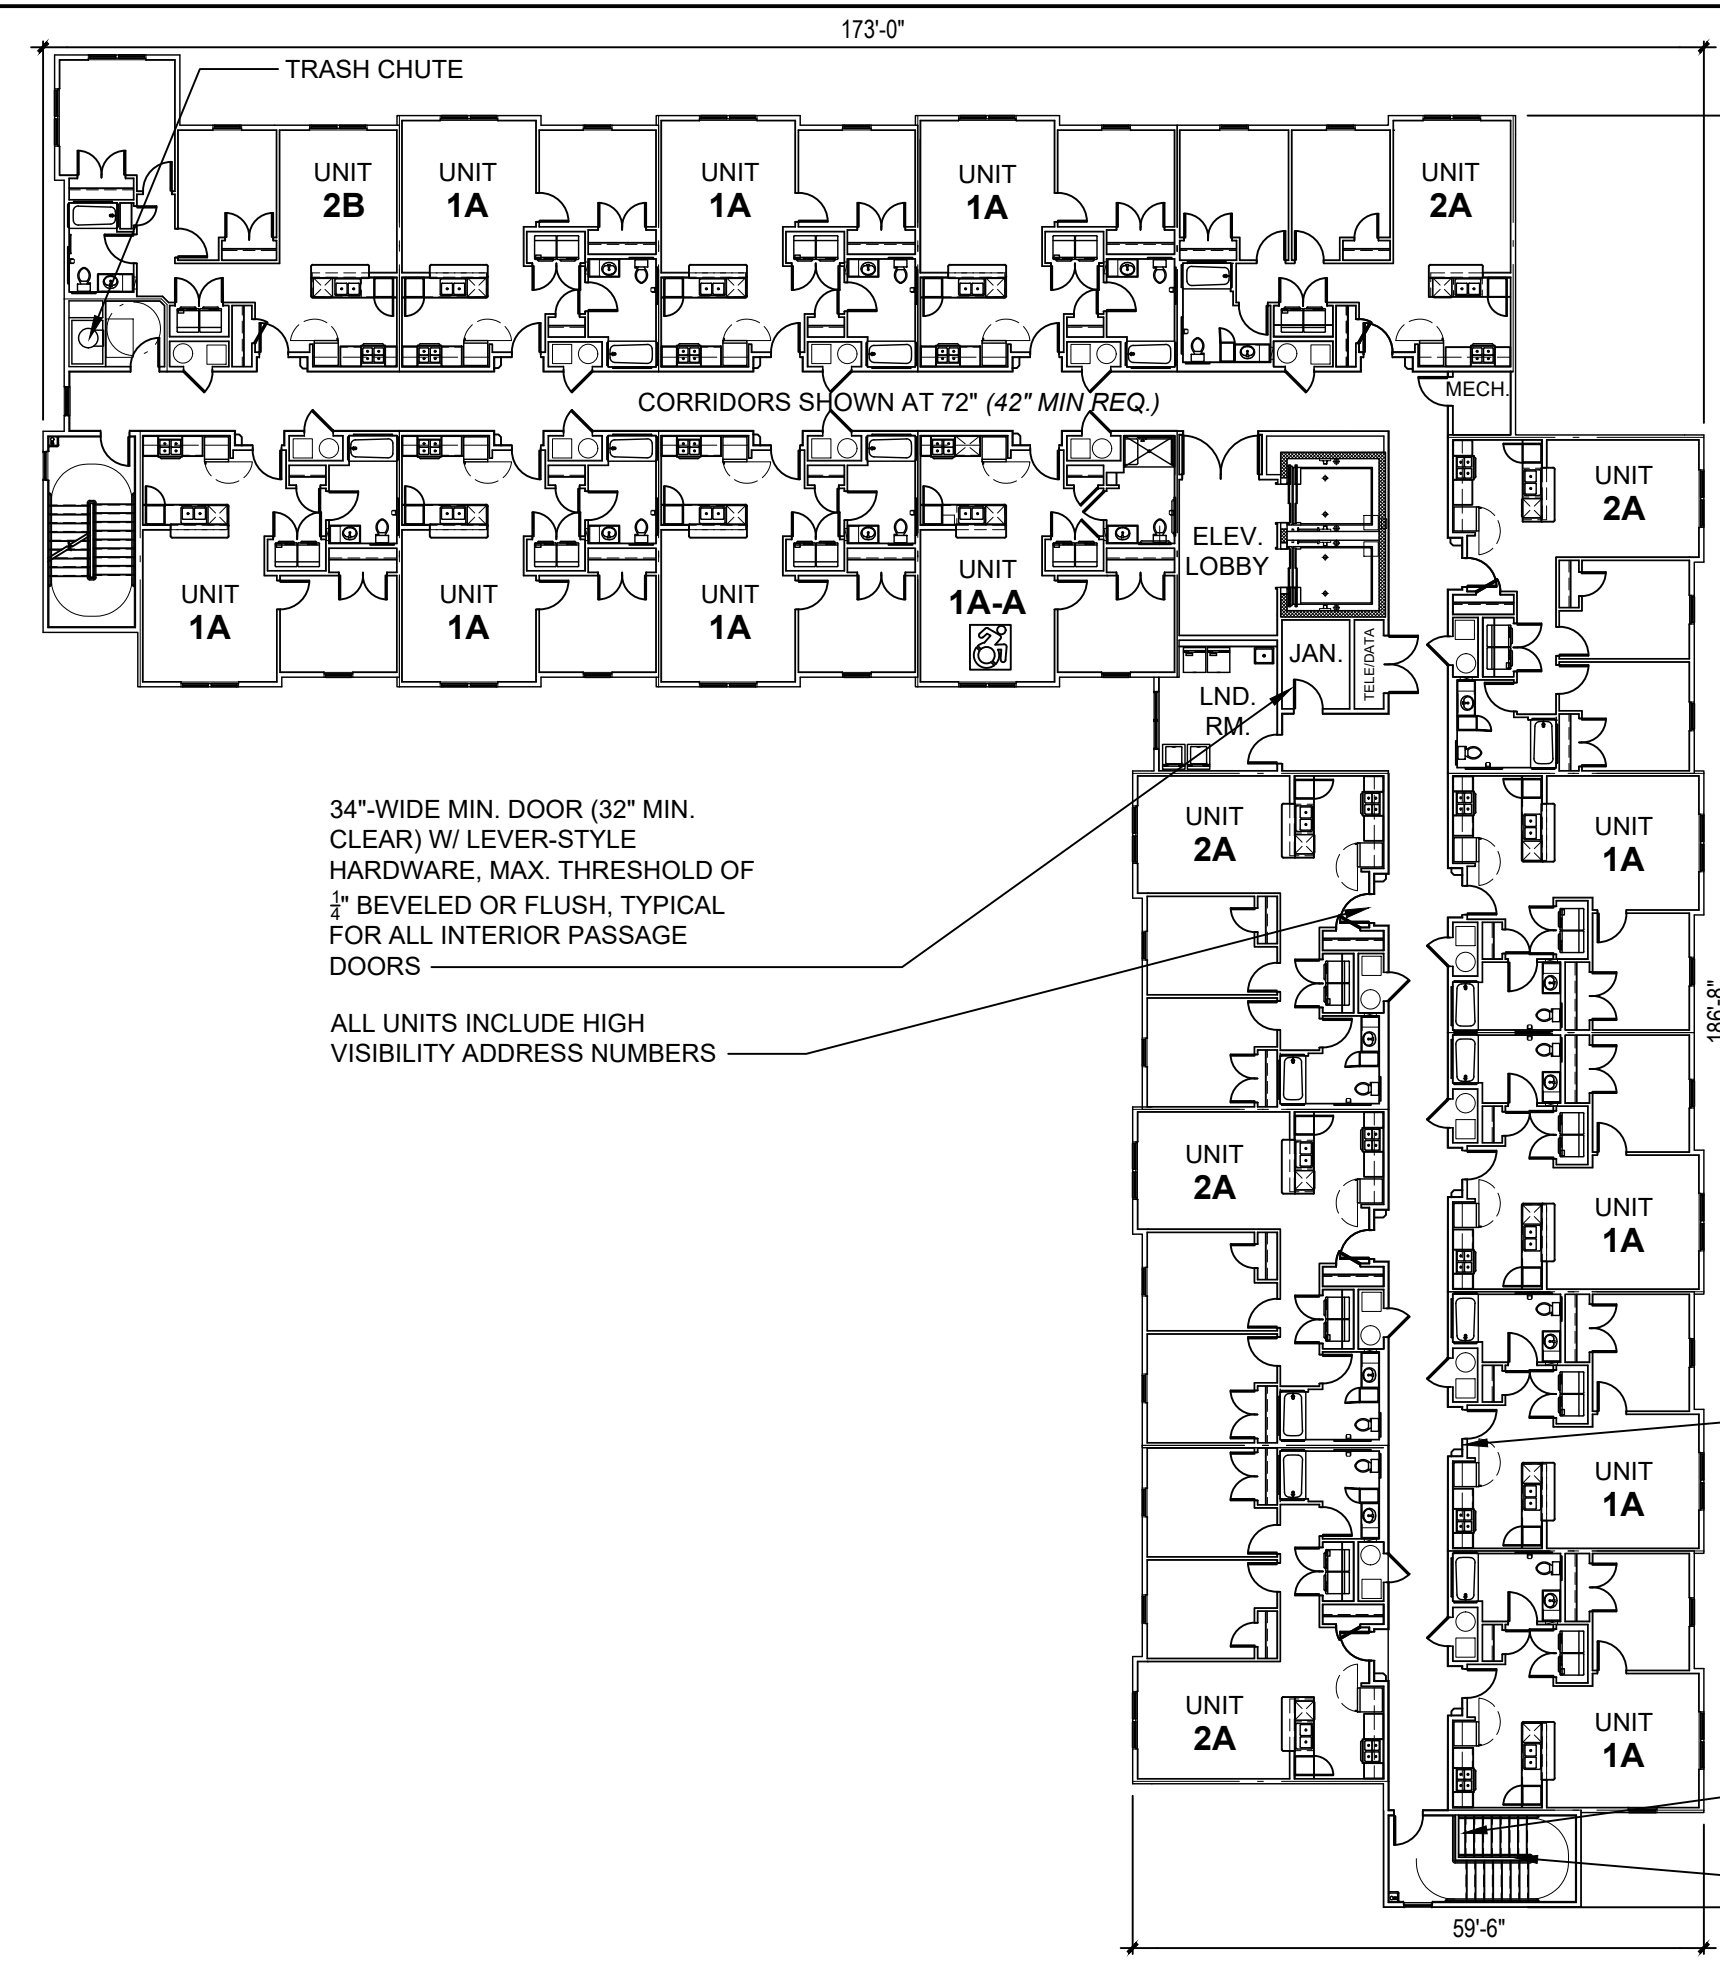 173'-0"
TRASH CHUTE
UNIT
2B
UNIT
1A
UNIT
1A
UNIT
1A
UNIT
2A
CORRIDORS SHOWN AT 72" (42" MIN REQ.)
MECH.
UNIT
1A
UNIT
1A
UNIT
1A
UNIT
1A-A
ELEV.
LOBBY
UNIT
2A
JAN.
TELE/DATA
LND.
RM.
34"-WIDE MIN. DOOR (32" MIN.
CLEAR) W/ LEVER-STYLE
HARDWARE, MAX. THRESHOLD OF
1/4" BEVELED OR FLUSH, TYPICAL
FOR ALL INTERIOR PASSAGE
DOORS
ALL UNITS INCLUDE HIGH
VISIBILITY ADDRESS NUMBERS
UNIT
2A
UNIT
1A
186'-8"
UNIT
2A
UNIT
1A
UNIT
1A
UNIT
2A
UNIT
1A
59'-6"